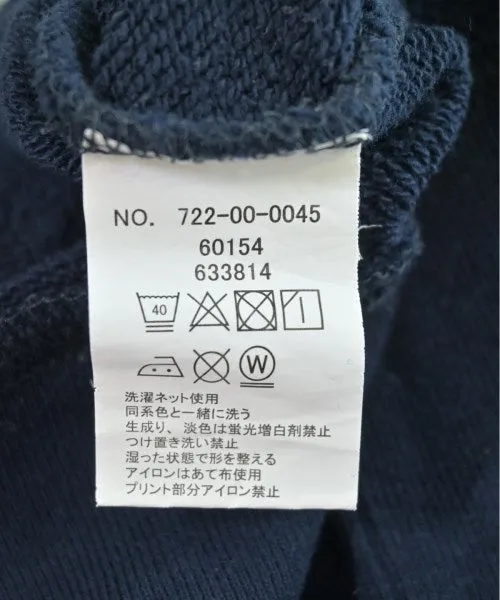 NO. 722-00-0045
60154
633814
40
W
洗濯ネット使用
同系色と一緒に洗う
生成り、淡色は蛍光増白剤禁止
つけ置き洗い禁止
湿った状態で形を整える
アイロンはあて布使用
プリント部分アイロン禁止